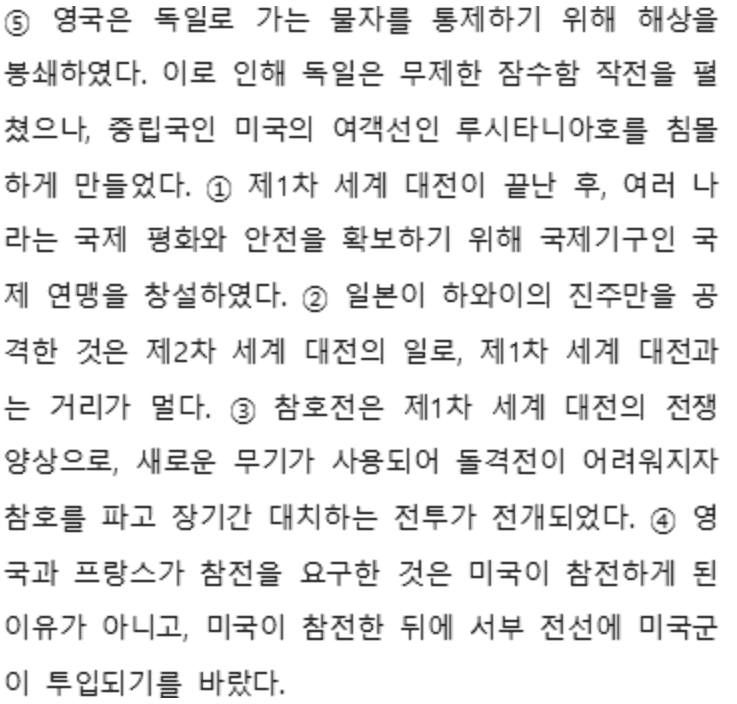 ⑤ 영국은 독일로 가는 물자를 통제하기 위해 해상을
봉쇄하였다. 이로 인해 독일은 무제한 잠수함 작전을 펼
쳤으나, 중립국인 미국의 여객선인 루시타니아호를 침몰
하게 만들었다. ① 제1차 세계 대전이 끝난 후, 여러 나
라는 국제 평화와 안전을 확보하기 위해 국제기구인 국
제 연맹을 창설하였다. ② 일본이 하와이의 진주만을 공
격한 것은 제2차 세계 대전의 일로, 제1차 세계 대전과
는 거리가 멀다. ③ 참호전은 제1차 세계 대전의 전쟁
양상으로, 새로운 무기가 사용되어 돌격전이 어려워지자
참호를 파고 장기간 대치하는 전투가 전개되었다. ④ 영
국과 프랑스가 참전을 요구한 것은 미국이 참전하게 된
이유가 아니고, 미국이 참전한 뒤에 서부 전선에 미국군
이 투입되기를 바랐다.